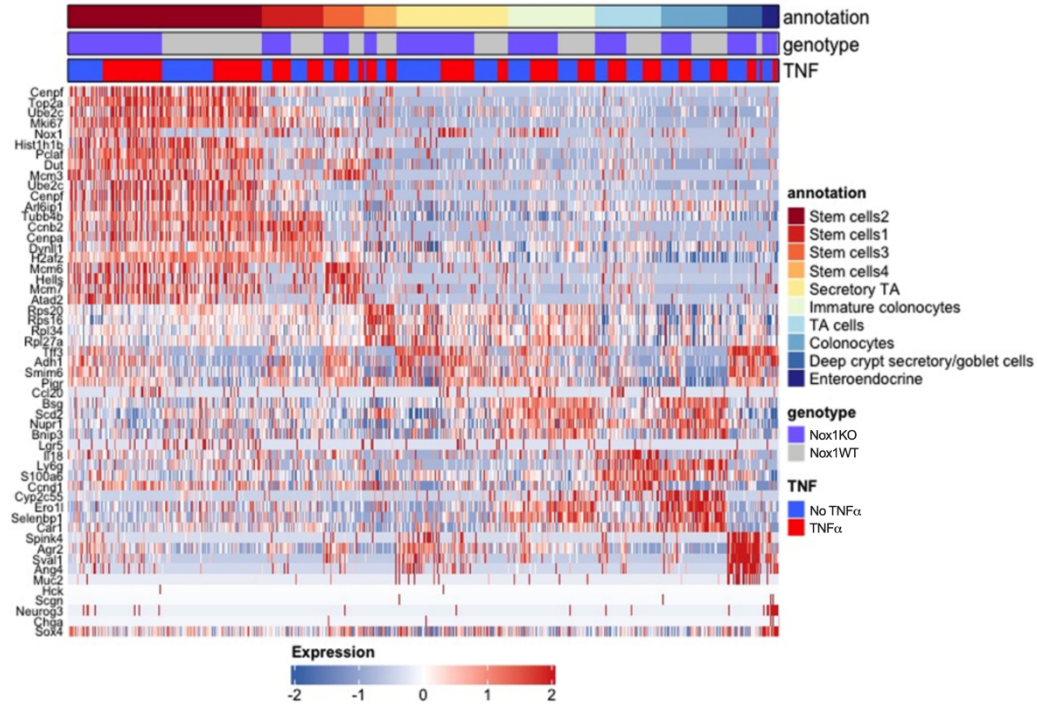 annotation
genotype
TNF
Cenpf
Top2a
Ube2c
Mki67
Nox1
Hist1h1b
Pclaf
Dut
Mcm3
Ube2c
Cenpf
Arl6ip1
Tubb4b
Ccnb2
Cenpa
Dynll1
H2afz
Mcm6
Hells
Mcm7
Atad2
Rps20
Rps16
Rpl34
Rpl27a
Tff3
Adh1
Smim6
Pigr
Ccl20
Bsg
Scd2
Nupr1
Bnip3
Lgr5
Il18
Ly6g
S100a6
Ccnd1
Cyp2c55
Ero1l
Selenbp1
Car1
Spink4
Agr2
Sval1
Ang4
Muc2
Hck
Scgn
Neurog3
Chga
Sox4
annotation
Stem cells2
Stem cells1
Stem cells3
Stem cells4
Secretory TA
Immature colonocytes
TA cells
Colonocytes
Deep crypt secretory/goblet cells
Enteroendocrine
genotype
Nox1KO
Nox1WT
TNF
No TNFα
TNFα
Expression
-2 -1 0 1 2